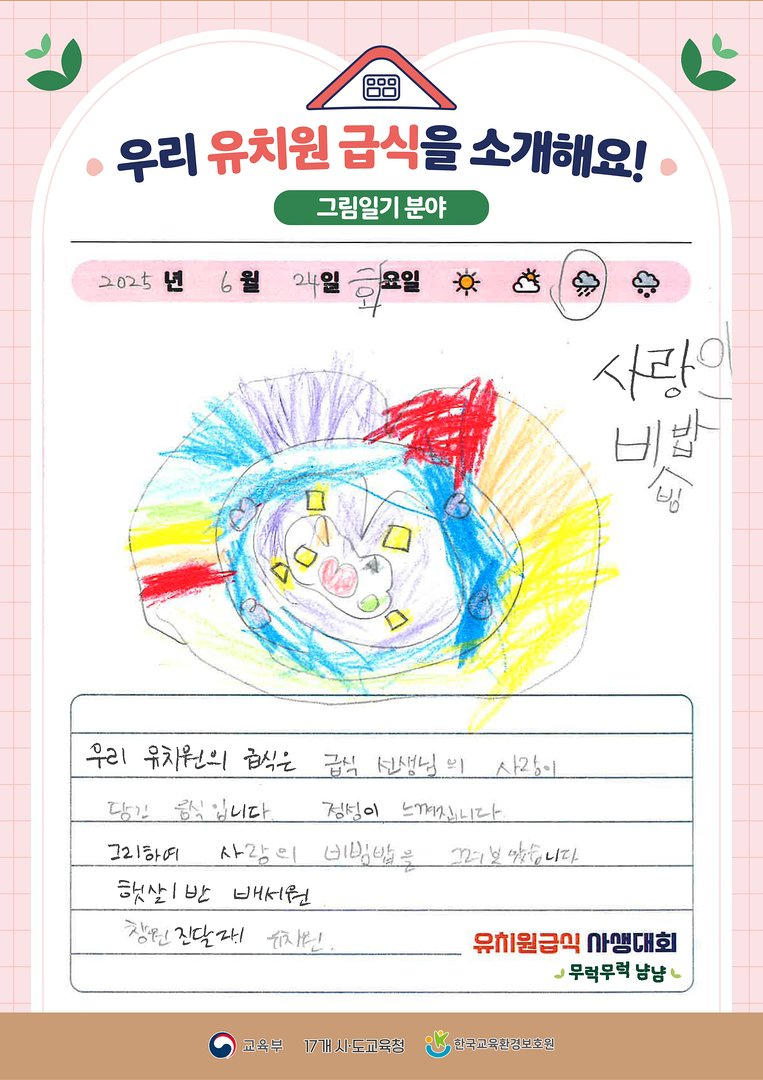 우리 유치원 급식을 소개해요!
그림일기 분야
2025 년 6 월 24일 화요일
사랑의
비빔밥
우리 유치원의 급식은 급식 선생님의 사랑이
담긴 음식입니다. 정성이 느껴집니다.
그리하여 사랑의 비빔밥을 그려보았습니다
햇살1반 배서원
창원 진달래 유치원.
유치원급식 사생대회
무럭무럭 냠냠
교육부 17개 시·도교육청 한국교육환경보호원